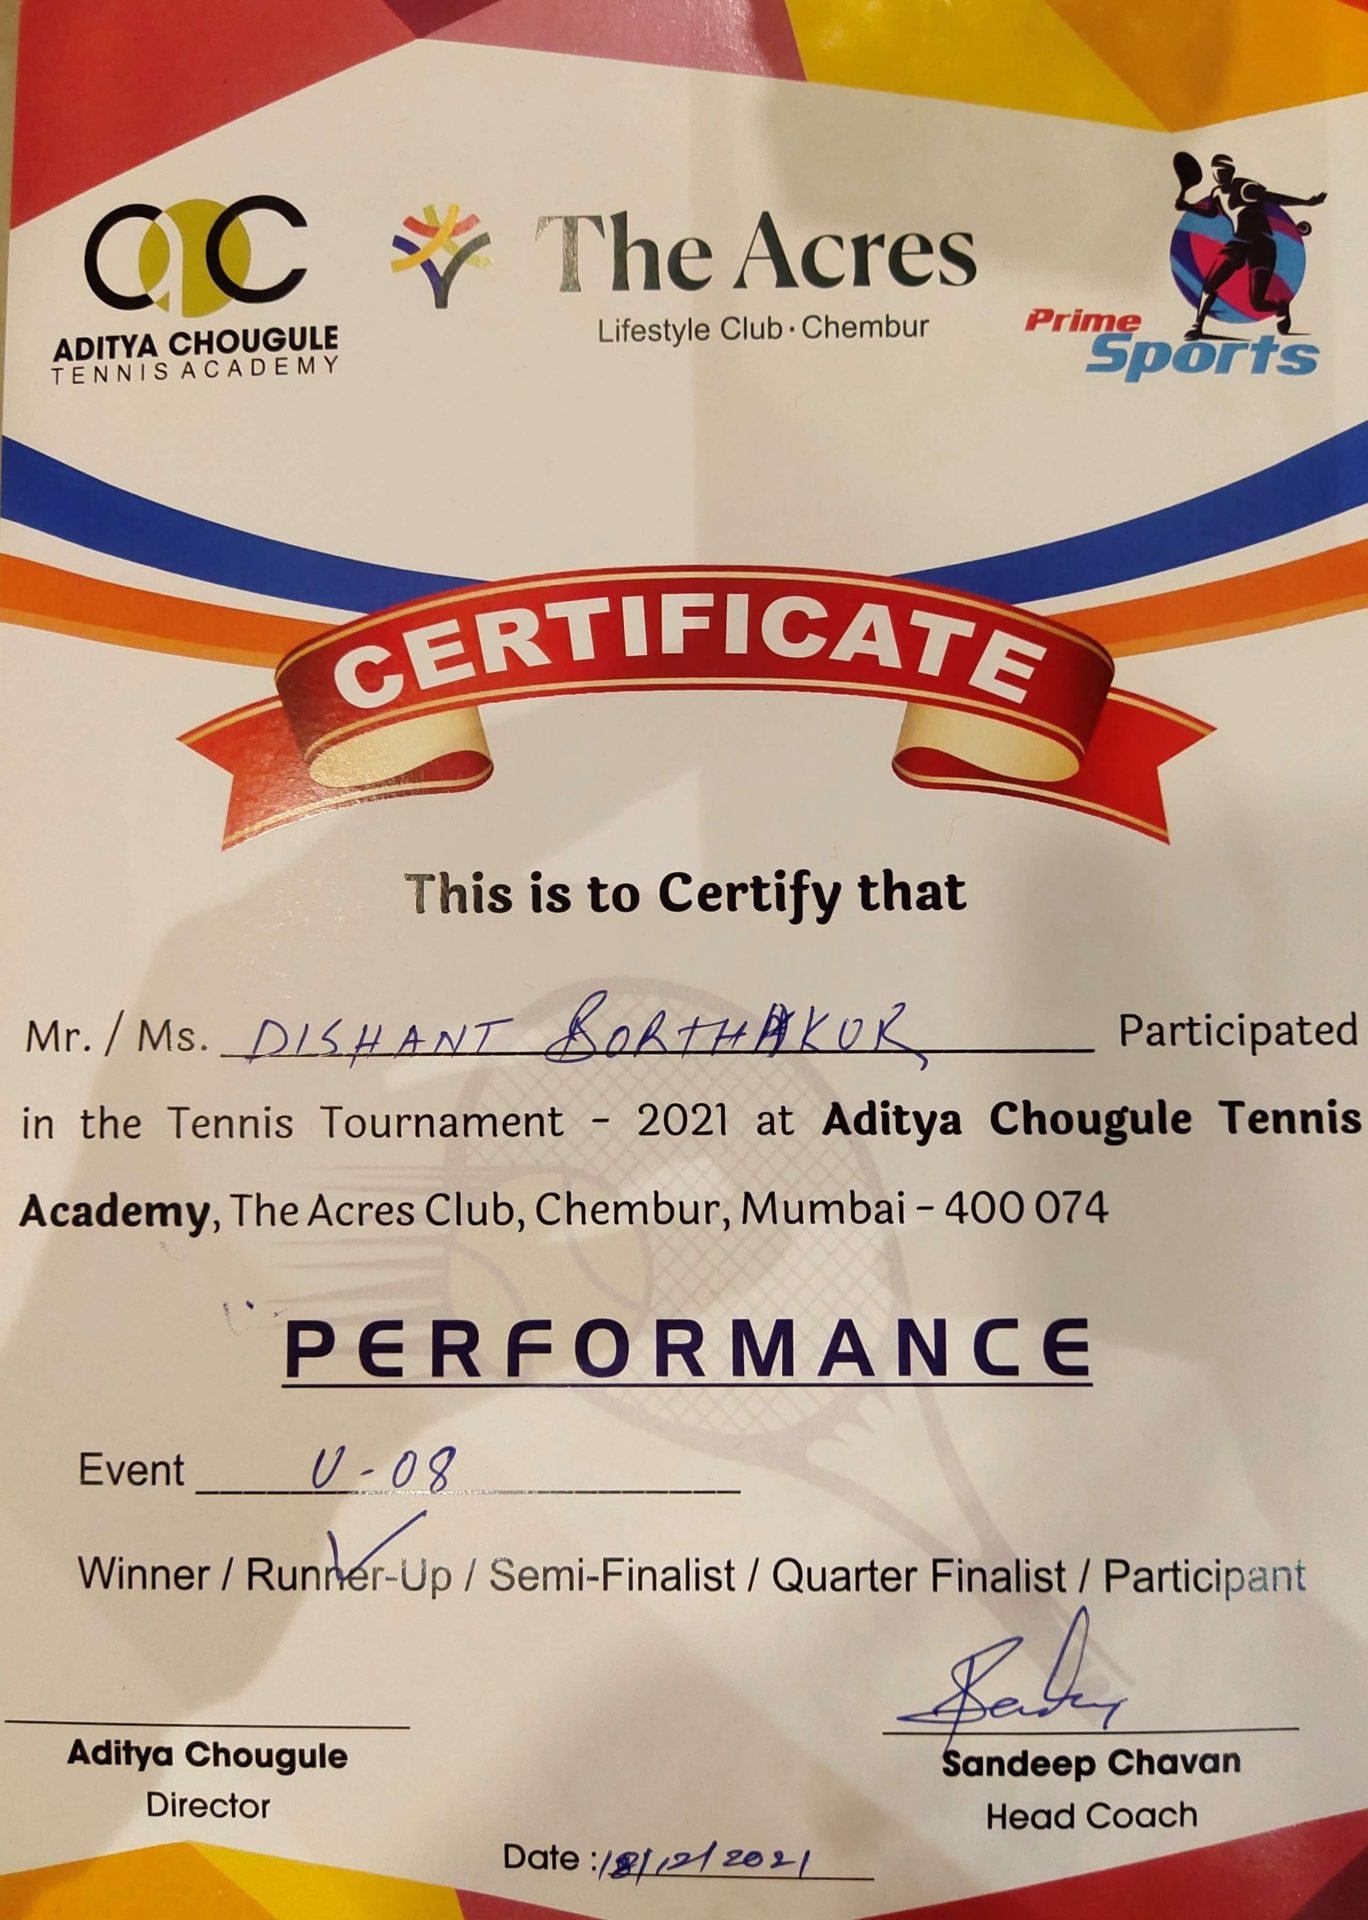 ac
ADITYA CHOUGULE
TENNIS ACADEMY
The Acres
Lifestyle Club · Chembur
Prime
Sports
CERTIFICATE
This is to Certify that
Mr. / Ms. DISHANT BORTHAKUR Participated
in the Tennis Tournament - 2021 at Aditya Chougule Tennis
Academy, The Acres Club, Chembur, Mumbai - 400 074
PERFORMANCE
Event U-08
Winner / Runner-Up / Semi-Finalist / Quarter Finalist / Participant
Aditya Chougule
Director
Sandeep Chavan
Head Coach
Date : 18/12/2021